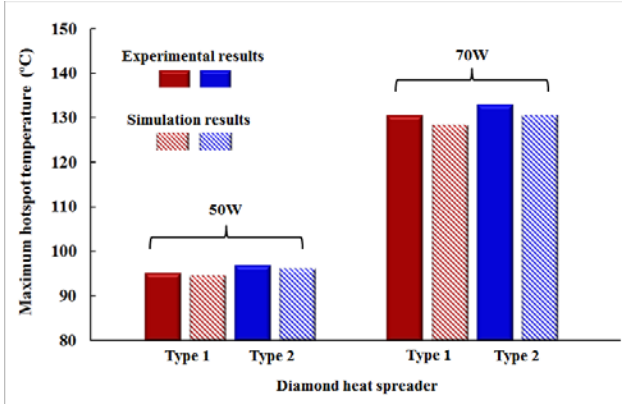 Maximum hotspot temperature (°C)
150
140
130
120
110
100
90
80
Experimental results
Simulation results
50W
70W
Type 1 Type 2 Type 1 Type 2
Diamond heat spreader